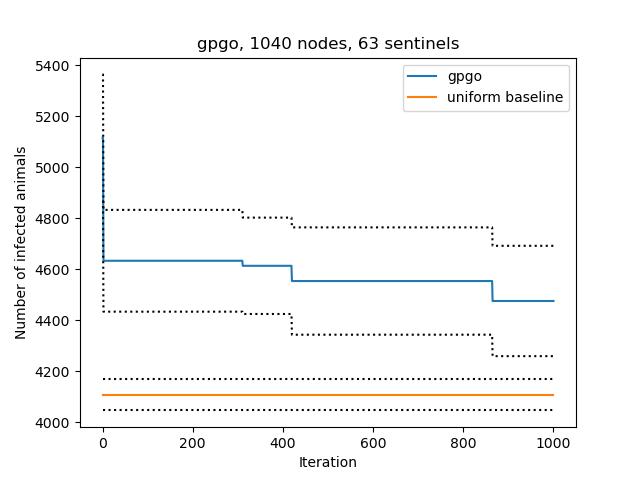 gpgo, 1040 nodes, 63 sentinels
gpgo
uniform baseline
5400
5200
5000
4800
4600
4400
4200
4000
Number of infected animals
0 200 400 600 800 1000
Iteration